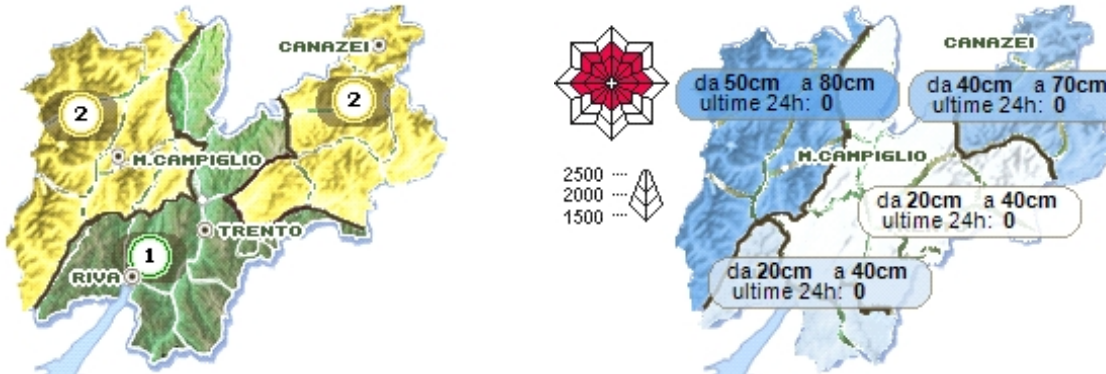 CANAZEI
2
2
M.CAMPIGLIO
TRENTO
1
RIVA
CANAZEI
da 50cm a 80cm
ultime 24h: 0
da 40cm a 70cm
ultime 24h: 0
M.CAMPIGLIO
2500
2000
1500
da 20cm a 40cm
ultime 24h: 0
da 20cm a 40cm
ultime 24h: 0